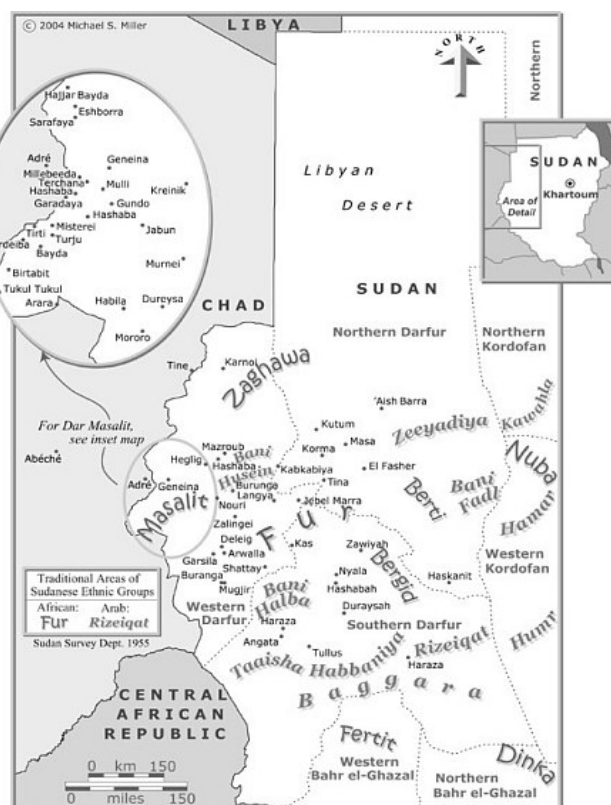 © 2004 Michael S. Miller
LIBYA
NORTH
Northern
Hajjar Bayda
Eshborra
Sarafaya
Adré
Geneina
Millebeeda
Terchana
Mulli
Kreinik
Hashaba
Garadaya
Gundo
Hashaba
Tirti
Misterei
Jabun
Turju
rdeiba
Bayda
Birtabit
Murnei
Tukul Tukul
Arara
Habila
Dureysa
Mororo
SUDAN
Khartoum
Area of
Detail
Libyan
Desert
CHAD
SUDAN
Northern Darfur
Northern
Kordofan
Tine
Karnoi
Zaghawa
For Dar Masalit,
see inset map
'Aish Barra
Kutum
Masa
Korma
Zeeyadiya
Kawahla
Abéché
Mazroub
Bani
Husein
Heglig
Hashaba
Kabkabiya
El Fasher
Nuba
Adré
Geneina
Burunga
Tina
Langya
Masalit
Nouri
Jebel Marra
Berti
Bani
Fadl
Hamar
Zalingei
Fur
Deleig
Kas
Zawiyah
Western
Kordofan
Garsila
Arwalla
Shattay
Bergid
Buranga
Nyala
Haskanit
Mugjir
Hashabah
Traditional Areas of
Sudanese Ethnic Groups
African: Arab:
Fur Rizeiqat
Sudan Survey Dept. 1955
Western
Darfur
Bani
Halba
Duraysah
Haraza
Southern Darfur
Humr
Angata
Tullus
Rizeiqat
Haraza
Taaisha Habbaniya
Baggara
CENTRAL
AFRICAN
REPUBLIC
Fertit
Western
Bahr el-Ghazal
Dinka
Northern
Bahr el-Ghazal
0 km 150
0 miles 150